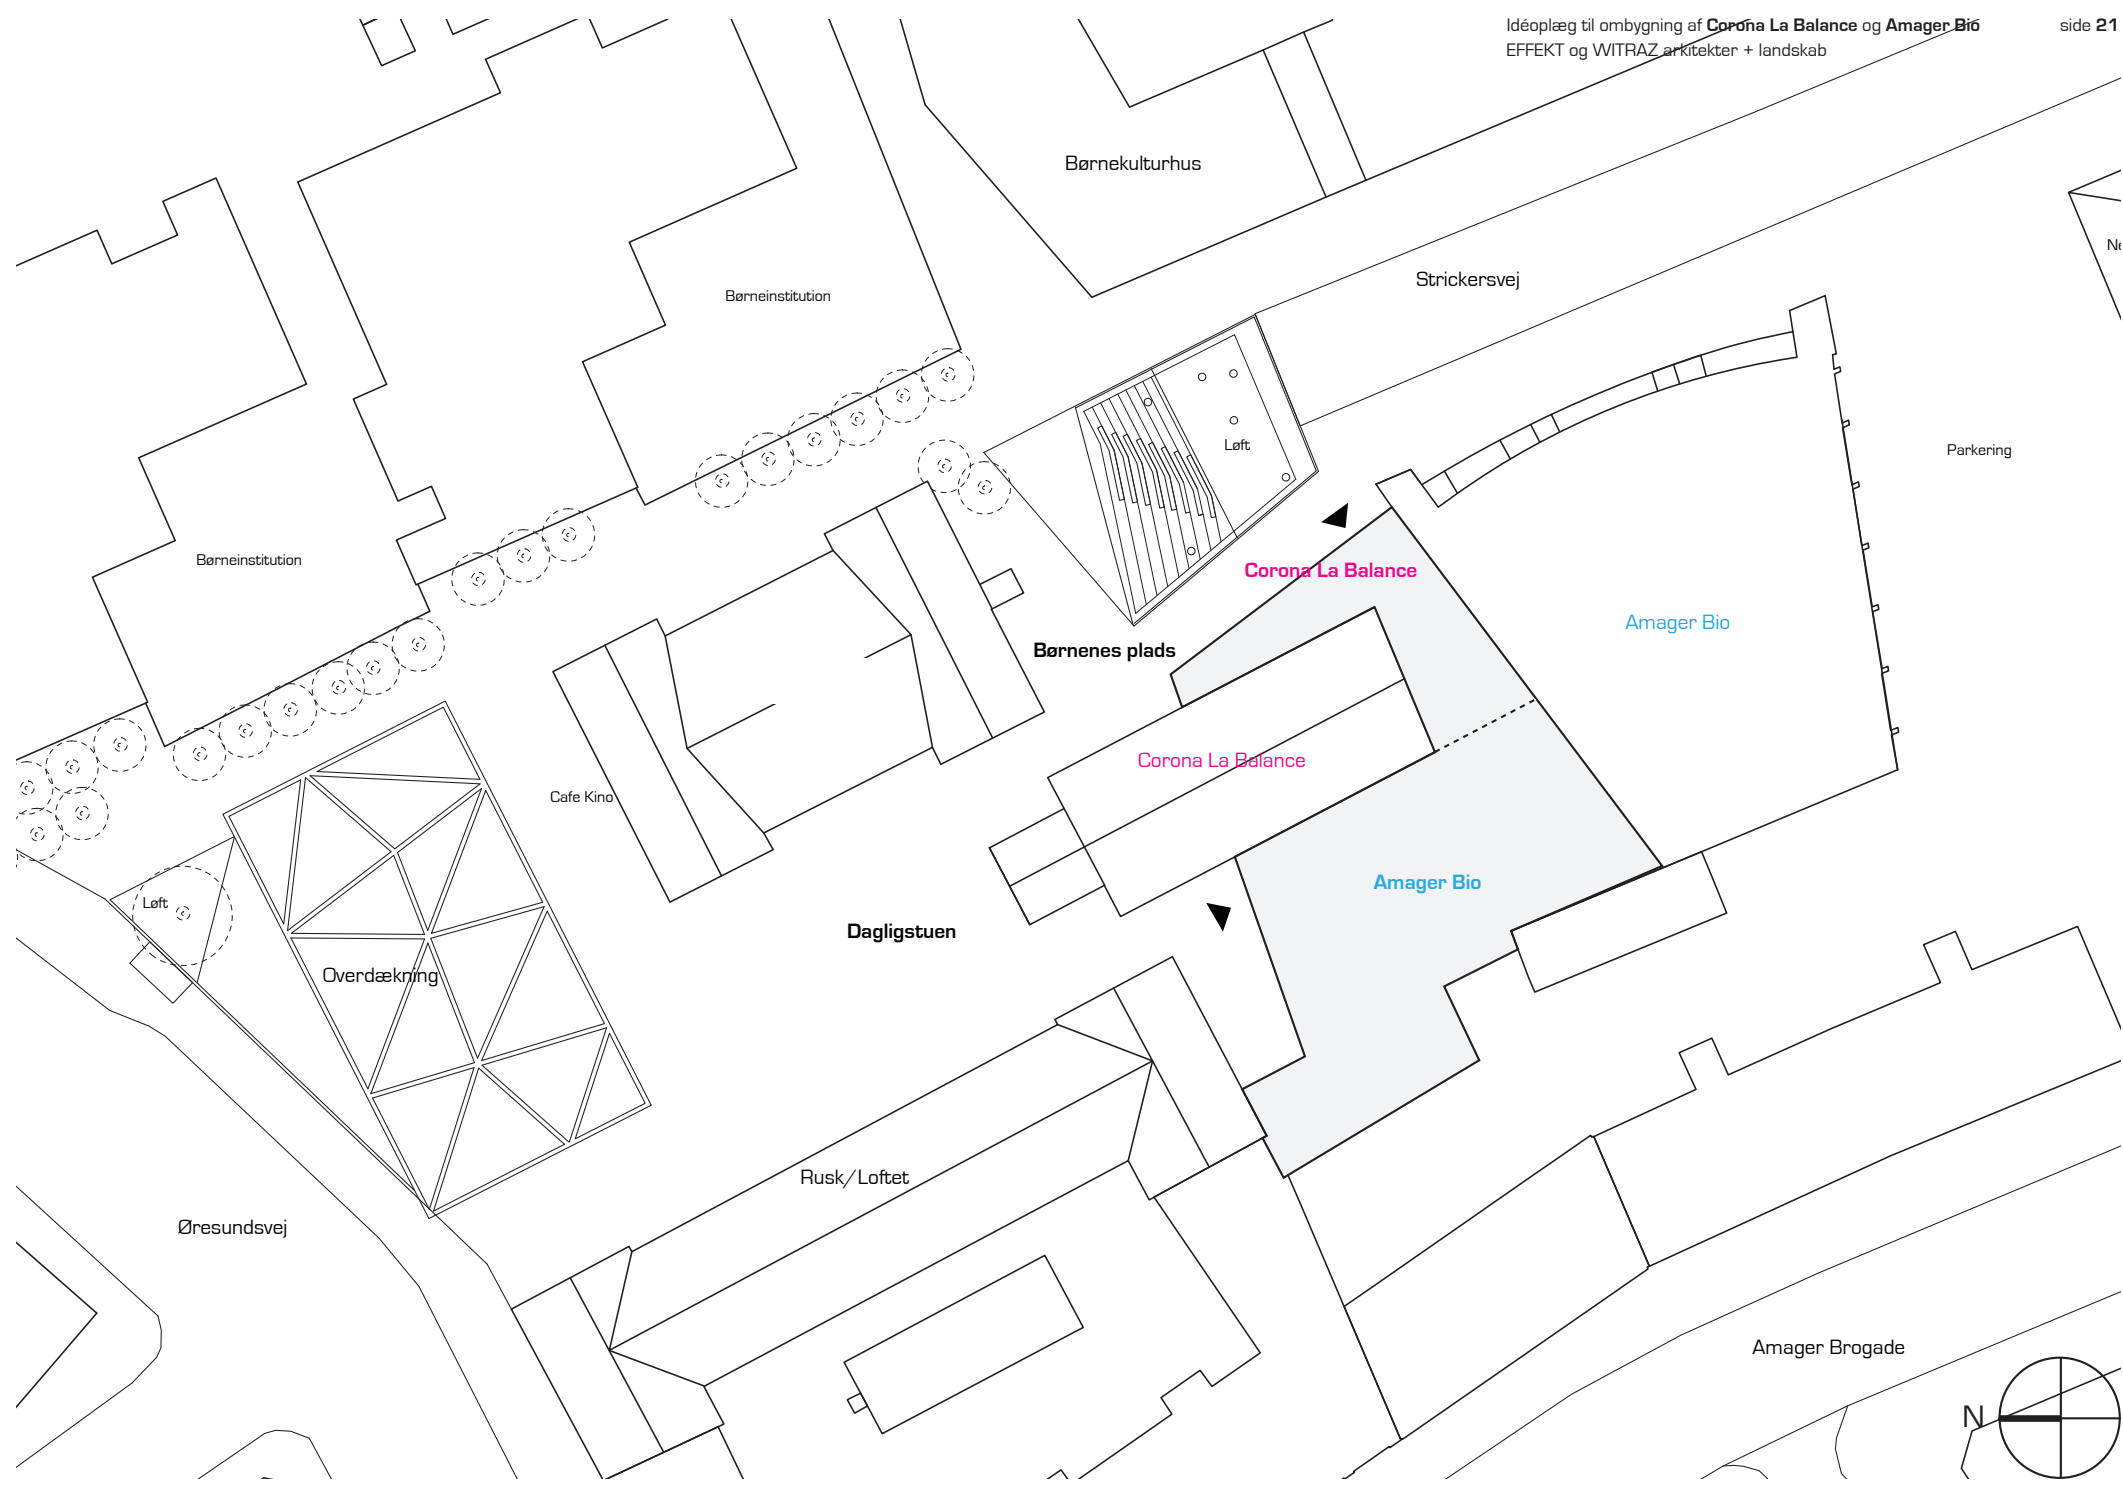 Idéoplæg til ombygning af Corona La Balance og Amager Bio side 21
EFFEKT og WITRAZ arkitekter + landskab
Børnekulturhus
Strickersvej
Børneinstitution
Løft
Parkering
Børneinstitution
Corona La Balance
Amager Bio
Børnenes plads
Corona La Balance
Cafe Kino
Amager Bio
Løft
Dagligstuen
Overdækning
Rusk/Loftet
Øresundsvej
Amager Brogade
N